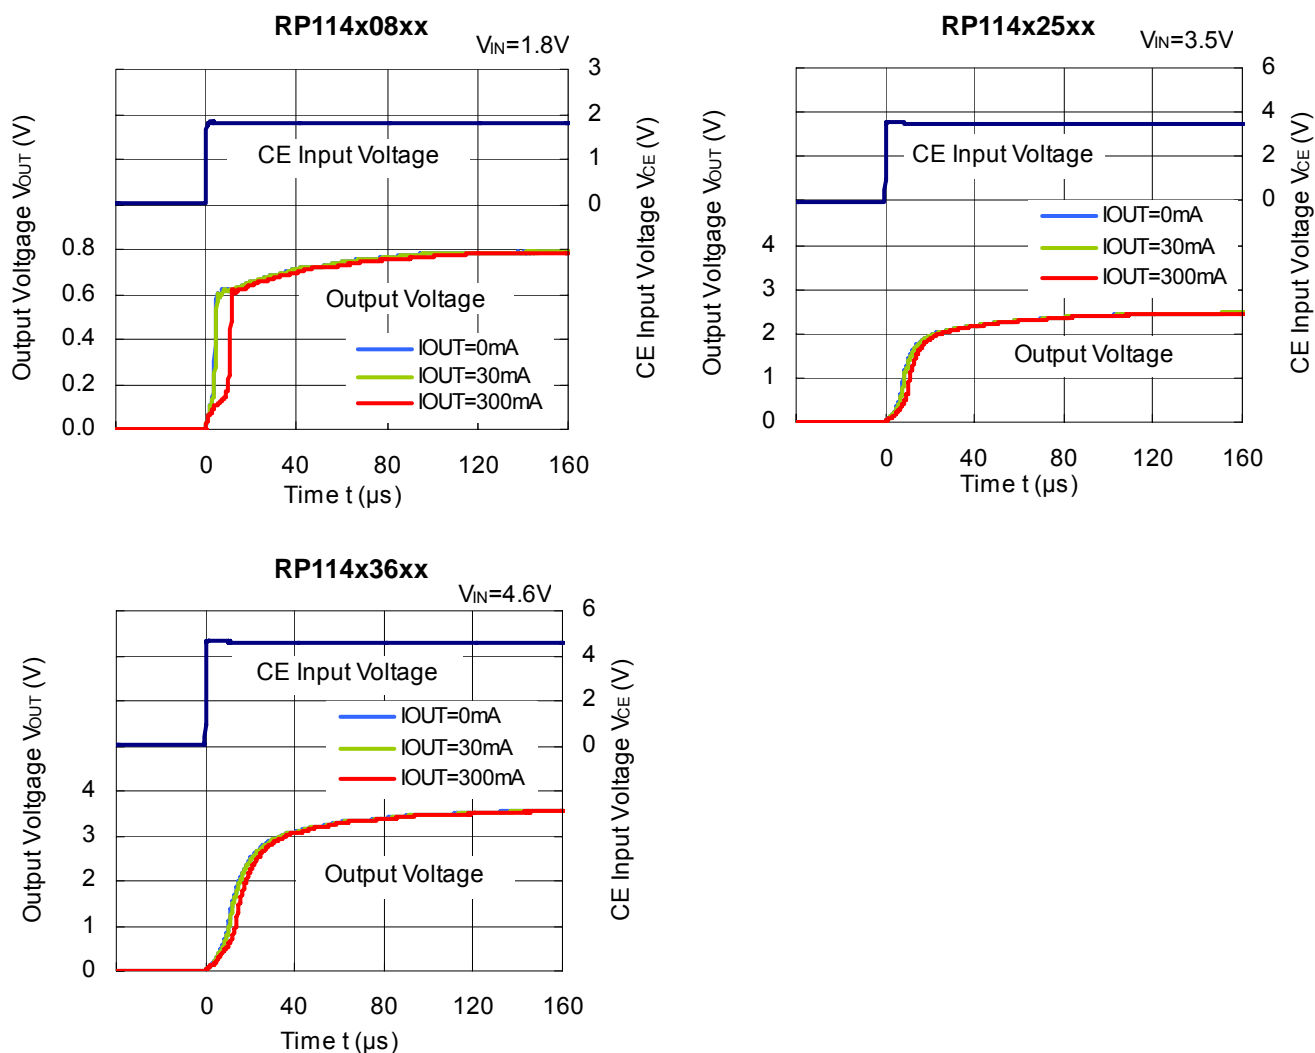 RP114x08xx
VIN=1.8V
3
2
1
0
CE Input Voltage
0.8
0.6
0.4
0.2
0.0
Output Voltage
IOUT=0mA
IOUT=30mA
IOUT=300mA
0 40 80 120 160
Time t (µs)
Output Voltgage VOUT (V)
CE Input Voltage VCE (V)
RP114x25xx
VIN=3.5V
6
4
2
0
CE Input Voltage
IOUT=0mA
IOUT=30mA
IOUT=300mA
4
3
2
1
0
Output Voltage
0 40 80 120 160
Time t (µs)
Output Voltgage VOUT (V)
CE Input Voltage VCE (V)
RP114x36xx
VIN=4.6V
6
4
2
0
CE Input Voltage
IOUT=0mA
IOUT=30mA
IOUT=300mA
4
3
2
1
0
Output Voltage
0 40 80 120 160
Time t (µs)
Output Voltgage VOUT (V)
CE Input Voltage VCE (V)